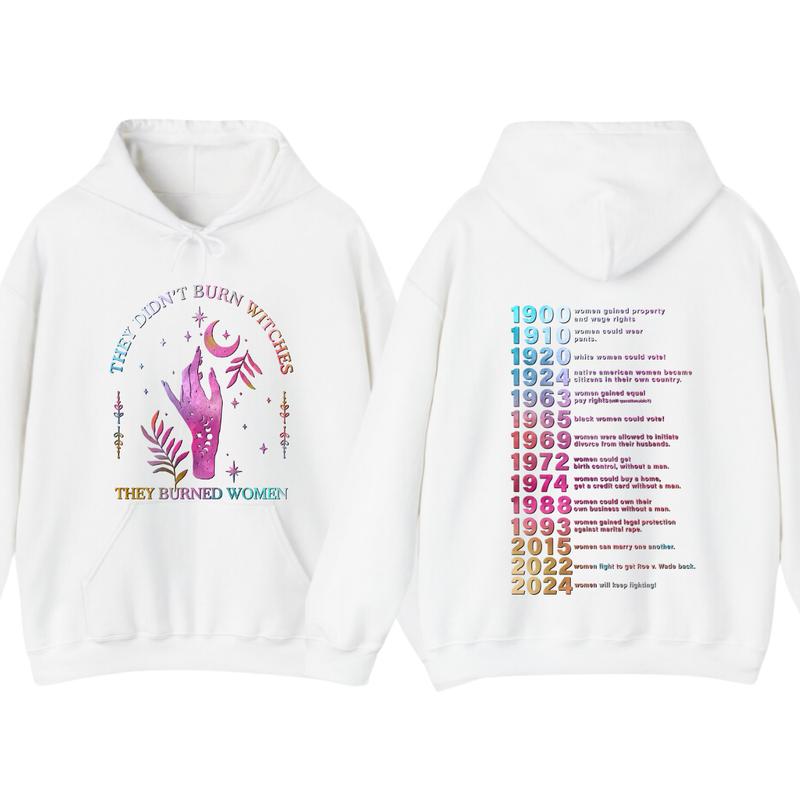 THEY DIDN'T BURN WITCHES
THEY BURNED WOMEN
1900 women gained property
and wage rights
1910 women could wear
pants.
1920 white women could vote!
1924 native american women became
citizens in their own country.
1963 women gained equal
pay rights (still questionable?)
1965 black women could vote!
1969 women were allowed to initiate
divorce from their husbands.
1972 women could get
birth control, without a man.
1974 women could buy a home,
get a credit card without a man.
1988 women could own their
own business without a man.
1993 women gained legal protection
against marital rape.
2015 women can marry one another.
2022 women fight to get Roe v. Wade back.
2024 women will keep fighting!